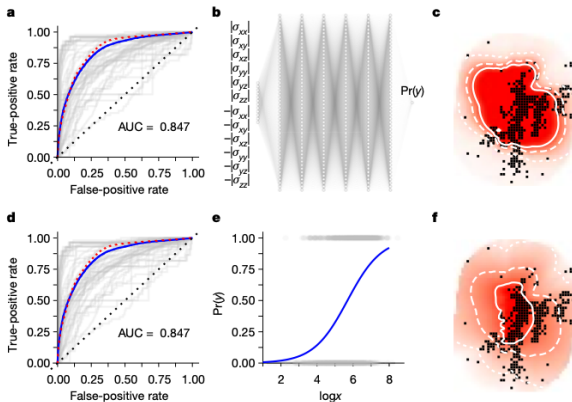 a
1.00
0.75
0.50
0.25
0.00
True-positive rate
AUC = 0.847
0.00 0.25 0.50 0.75 1.00
False-positive rate
b
|σxx|
|σxy|
|σxz|
|σyy|
|σyz|
|σzz|
−|σxx|
−|σxy|
−|σxz|
−|σyy|
−|σyz|
−|σzz|
Pr(y)
c
d
1.00
0.75
0.50
0.25
0.00
True-positive rate
AUC = 0.847
0.00 0.25 0.50 0.75 1.00
False-positive rate
e
1.00
0.75
0.50
0.25
0.00
Pr(y)
2 4 6 8
logx
f